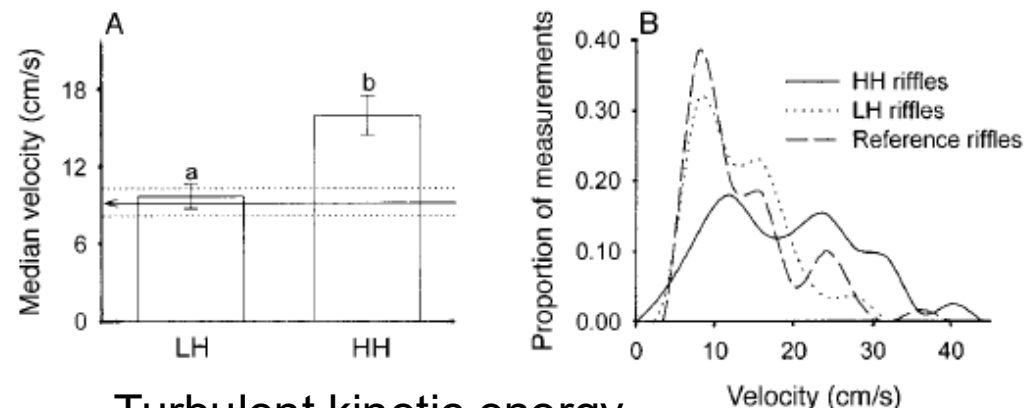 A
Median velocity (cm/s)
18
12
6
0
a
b
LH
HH
B
Proportion of measurements
0.40
0.30
0.20
0.10
0.00
HH riffles
LH riffles
Reference riffles
0
10
20
30
40
Velocity (cm/s)
Turbulent kinetic energy